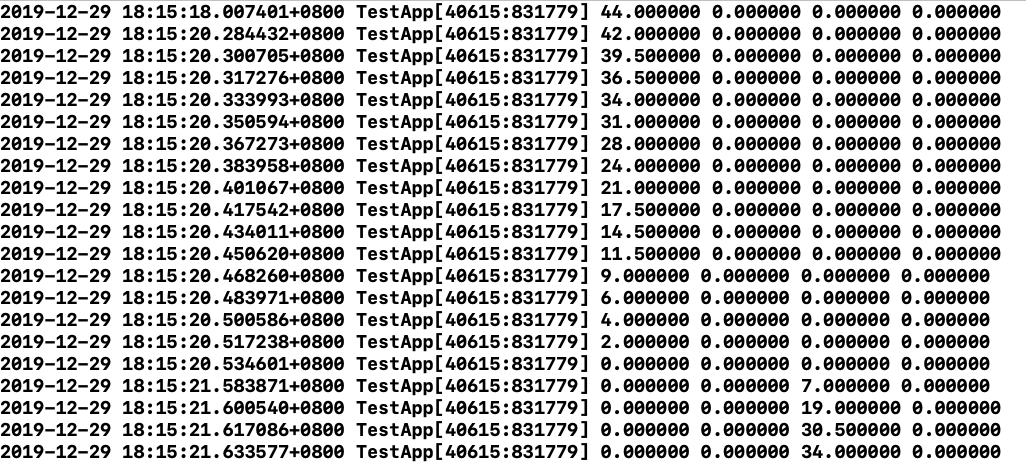 2019-12-29 18:15:18.007401+0800 TestApp[40615:831779] 44.000000 0.000000 0.000000 0.000000
2019-12-29 18:15:20.284432+0800 TestApp[40615:831779] 42.000000 0.000000 0.000000 0.000000
2019-12-29 18:15:20.300705+0800 TestApp[40615:831779] 39.500000 0.000000 0.000000 0.000000
2019-12-29 18:15:20.317276+0800 TestApp[40615:831779] 36.500000 0.000000 0.000000 0.000000
2019-12-29 18:15:20.333993+0800 TestApp[40615:831779] 34.000000 0.000000 0.000000 0.000000
2019-12-29 18:15:20.350594+0800 TestApp[40615:831779] 31.000000 0.000000 0.000000 0.000000
2019-12-29 18:15:20.367273+0800 TestApp[40615:831779] 28.000000 0.000000 0.000000 0.000000
2019-12-29 18:15:20.383958+0800 TestApp[40615:831779] 24.000000 0.000000 0.000000 0.000000
2019-12-29 18:15:20.401067+0800 TestApp[40615:831779] 21.000000 0.000000 0.000000 0.000000
2019-12-29 18:15:20.417542+0800 TestApp[40615:831779] 17.500000 0.000000 0.000000 0.000000
2019-12-29 18:15:20.434011+0800 TestApp[40615:831779] 14.500000 0.000000 0.000000 0.000000
2019-12-29 18:15:20.450620+0800 TestApp[40615:831779] 11.500000 0.000000 0.000000 0.000000
2019-12-29 18:15:20.468260+0800 TestApp[40615:831779] 9.000000 0.000000 0.000000 0.000000
2019-12-29 18:15:20.483971+0800 TestApp[40615:831779] 6.000000 0.000000 0.000000 0.000000
2019-12-29 18:15:20.500586+0800 TestApp[40615:831779] 4.000000 0.000000 0.000000 0.000000
2019-12-29 18:15:20.517238+0800 TestApp[40615:831779] 2.000000 0.000000 0.000000 0.000000
2019-12-29 18:15:20.534601+0800 TestApp[40615:831779] 0.000000 0.000000 0.000000 0.000000
2019-12-29 18:15:21.583871+0800 TestApp[40615:831779] 0.000000 0.000000 7.000000 0.000000
2019-12-29 18:15:21.600540+0800 TestApp[40615:831779] 0.000000 0.000000 19.000000 0.000000
2019-12-29 18:15:21.617086+0800 TestApp[40615:831779] 0.000000 0.000000 30.500000 0.000000
2019-12-29 18:15:21.633577+0800 TestApp[40615:831779] 0.000000 0.000000 34.000000 0.000000